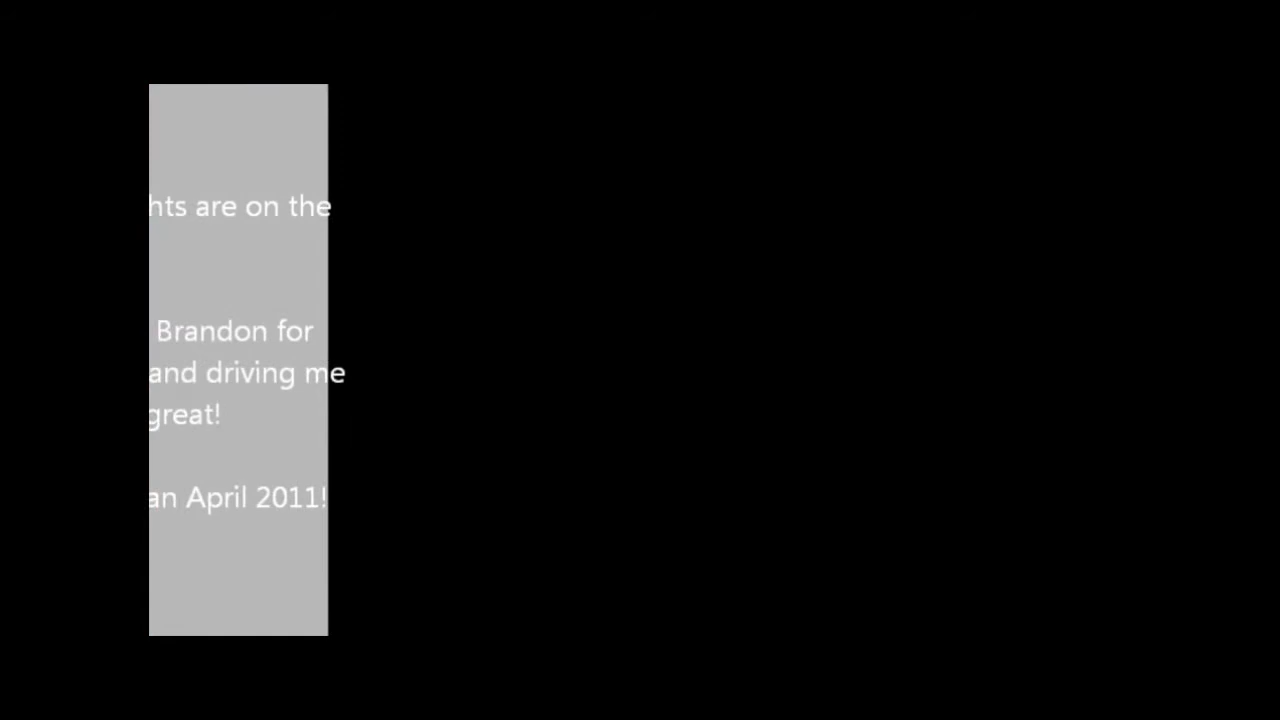 hts are on the
Brandon for
and driving me
great!
an April 2011!